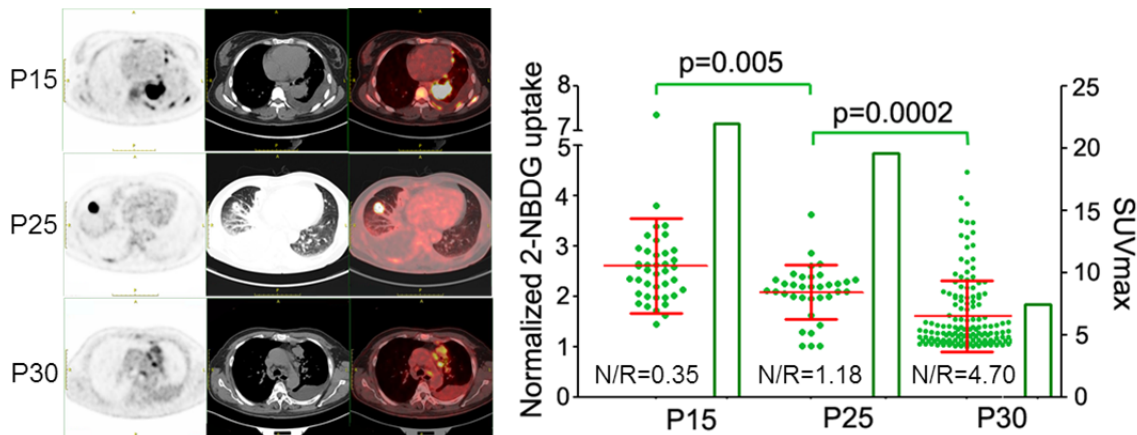 P15
P25
P30
p=0.005
p=0.0002
Normalized 2-NBDG uptake
8
7
5
4
3
2
1
0
N/R=0.35
N/R=1.18
N/R=4.70
P15
P25
P30
25
20
15
10
5
0
SUVmax